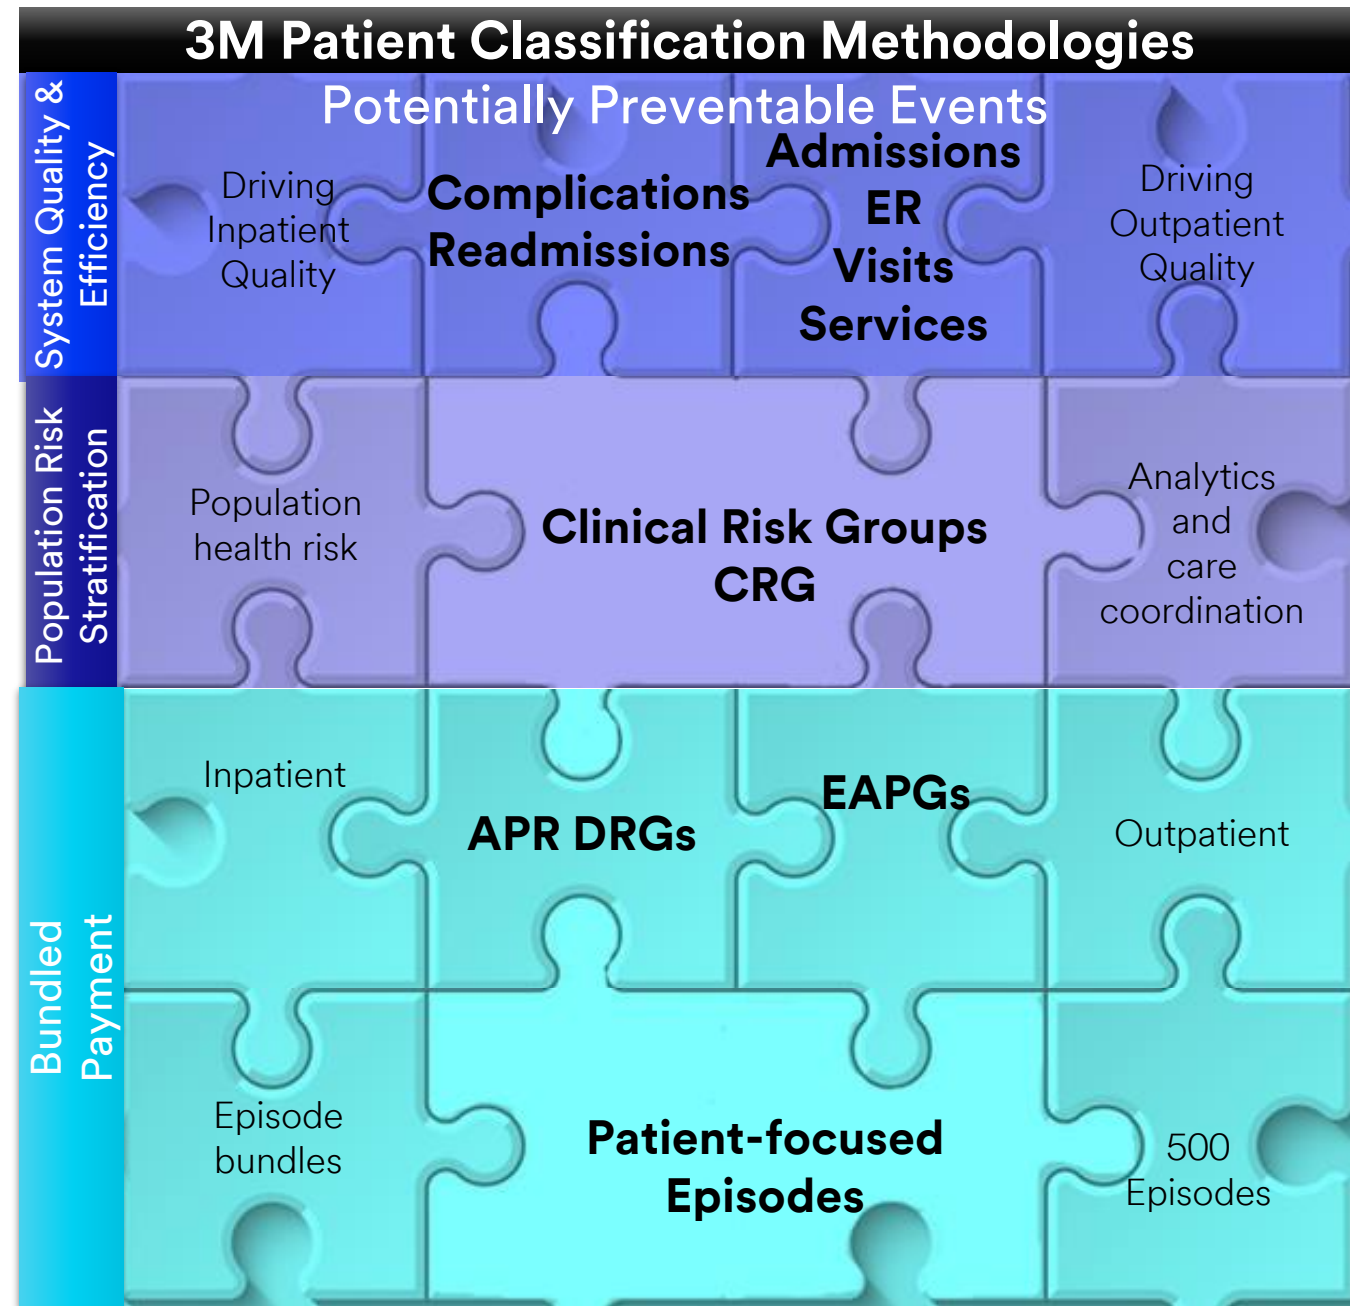 3M Patient Classification Methodologies
System Quality &
Efficiency
Potentially Preventable Events
Driving
Inpatient
Quality
Complications
Readmissions
Admissions
ER
Visits
Services
Driving
Outpatient
Quality
Population Risk
Stratification
Population
health risk
Clinical Risk Groups
CRG
Analytics
and
care
coordination
Bundled
Payment
Inpatient
APR DRGs
EAPGs
Outpatient
Episode
bundles
Patient-focused
Episodes
500
Episodes